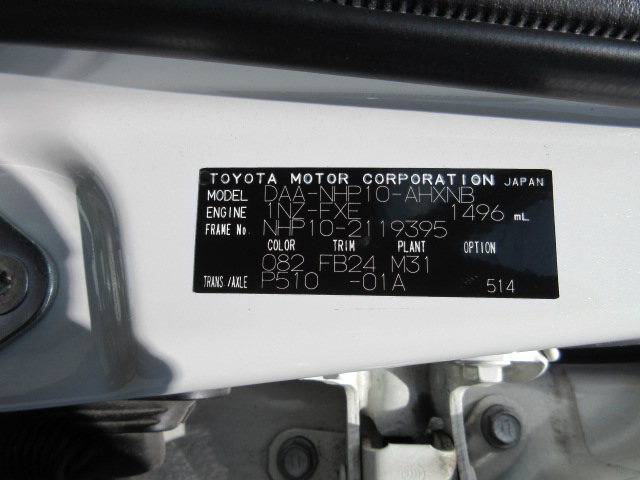 TOYOTA MOTOR CORPORATION JAPAN
MODEL DAA-NHP10-AHXNB
ENGINE 1NZ-FXE 1496 mL
FRAME No. NHP10-2119395
COLOR TRIM PLANT OPTION
082 FB24 M31
TRANS/AXLE P510 -01A 514